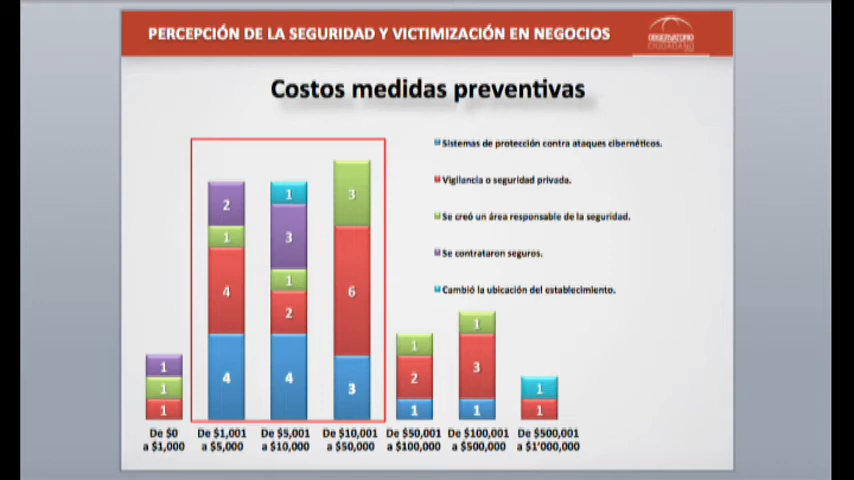 PERCEPCIÓN DE LA SEGURIDAD Y VICTIMIZACIÓN EN NEGOCIOS
OBSERVATORIO
CIUDADANO
Costos medidas preventivas
Sistemas de protección contra ataques cibernéticos.
Vigilancia o seguridad privada.
Se creó un área responsable de la seguridad.
Se contrataron seguros.
Cambió la ubicación del establecimiento.
1
1
1
2
1
4
4
1
3
1
2
4
3
6
3
1
2
1
1
3
1
1
1
De $0 De $1,001 De $5,001 De $10,001 De $50,001 De $100,001 De $500,001
a $1,000 a $5,000 a $10,000 a $50,000 a $100,000 a $500,000 a $1’000,000